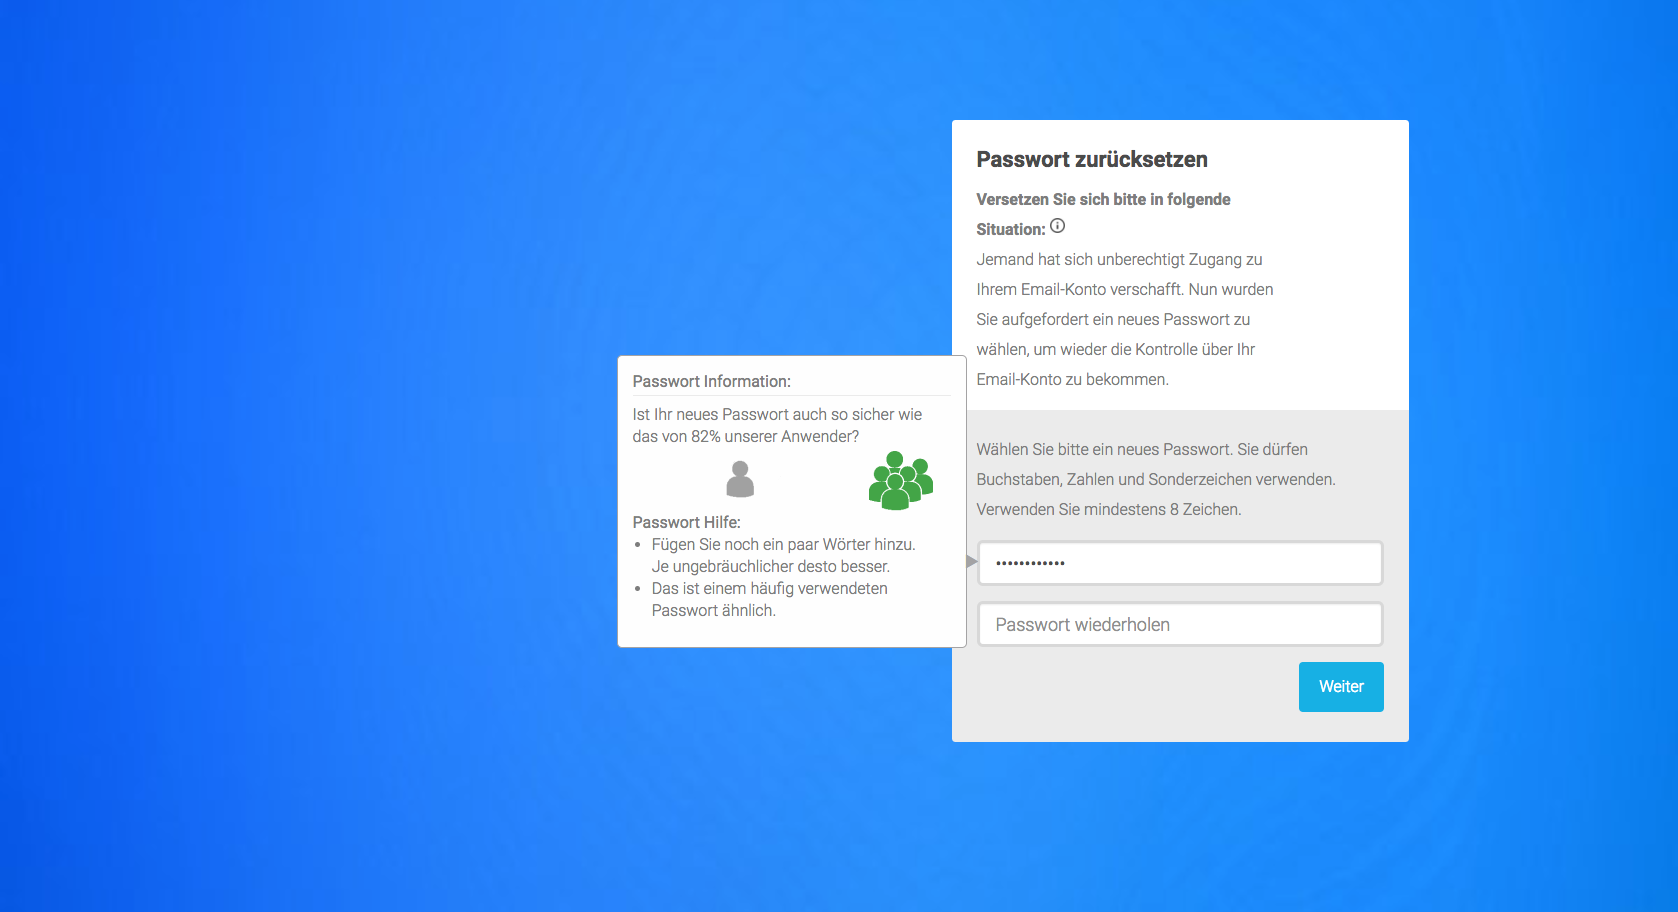 Passwort zurücksetzen
Versetzen Sie sich bitte in folgende
Situation:
Jemand hat sich unberechtigt Zugang zu
Ihrem Email-Konto verschafft. Nun wurden
Sie aufgefordert ein neues Passwort zu
wählen, um wieder die Kontrolle über Ihr
Email-Konto zu bekommen.
Passwort Information:
Ist Ihr neues Passwort auch so sicher wie
das von 82% unserer Anwender?
Passwort Hilfe:
• Fügen Sie noch ein paar Wörter hinzu.
Je ungebräuchlicher desto besser.
• Das ist einem häufig verwendeten
Passwort ähnlich.
Wählen Sie bitte ein neues Passwort. Sie dürfen
Buchstaben, Zahlen und Sonderzeichen verwenden.
Verwenden Sie mindestens 8 Zeichen.
••••••••••••
Passwort wiederholen
Weiter